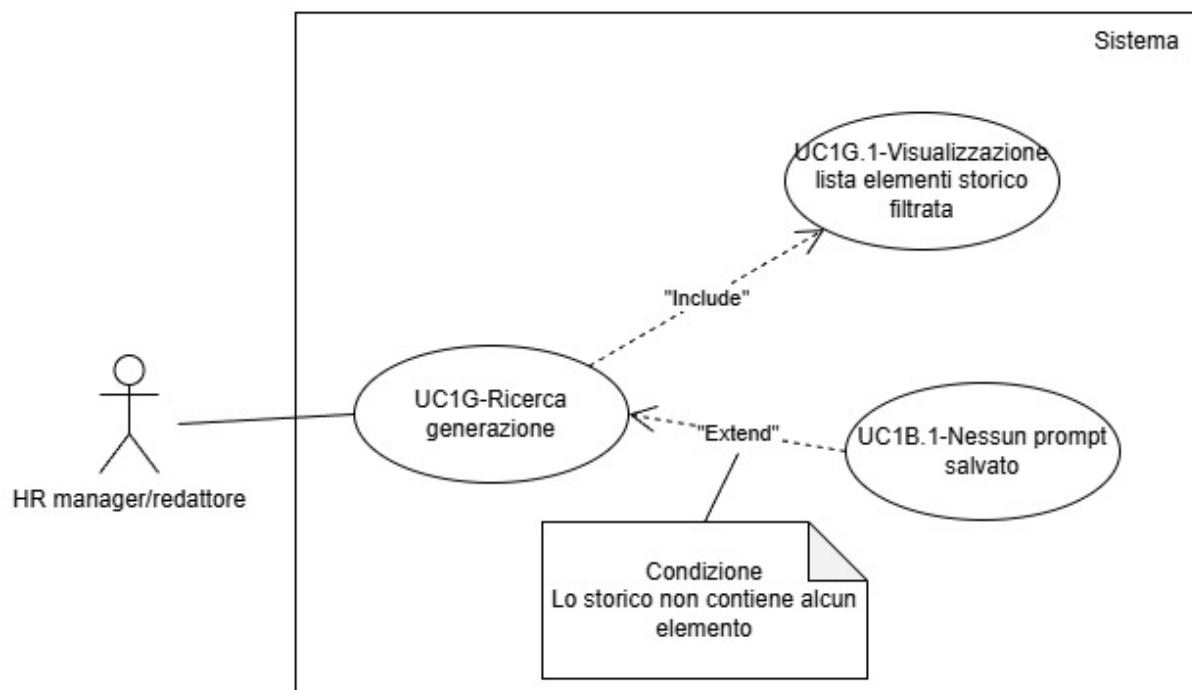 Sistema
UC1G.1-Visualizzazione
lista elementi storico
filtrata
"Include"
UC1G-Ricerca
generazione
"Extend"
UC1B.1-Nessun prompt
salvato
HR manager/redattore
Condizione
Lo storico non contiene alcun
elemento